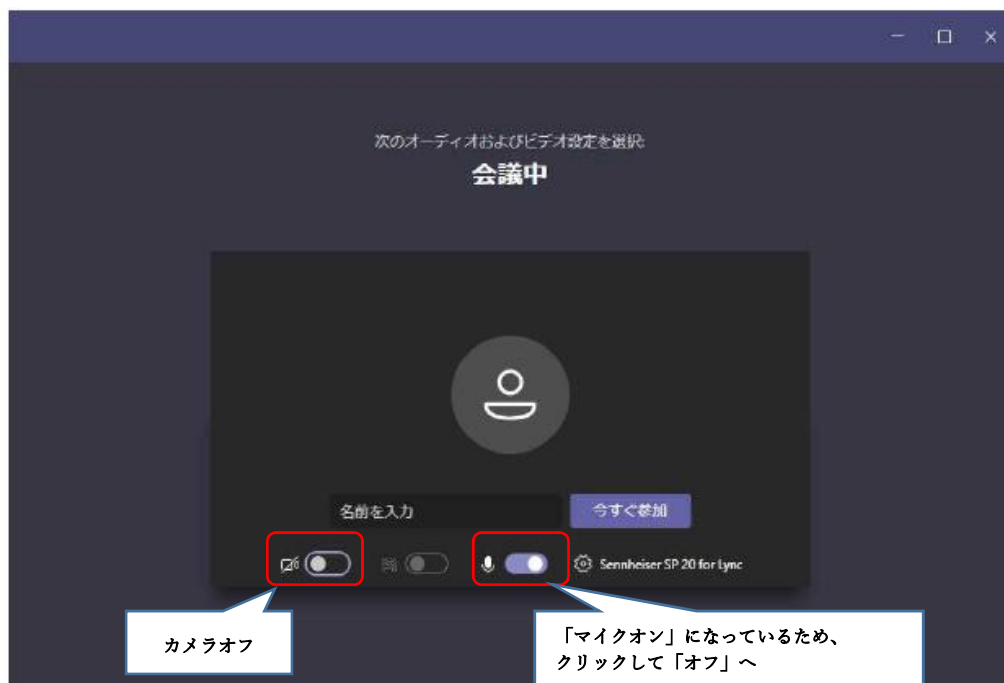 次のオーディオおよびビデオ設定を選択:
会議中
名前を入力
今すぐ参加
Sennheiser SP 20 for Lync
カメラオフ
「マイクオン」になっているため、
クリックして「オフ」へ